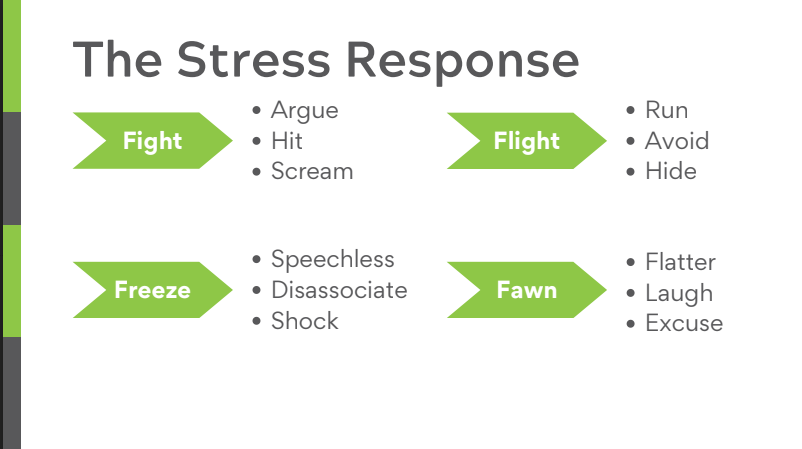 The Stress Response
Fight
• Argue
• Hit
• Scream
Flight
• Run
• Avoid
• Hide
Freeze
• Speechless
• Disassociate
• Shock
Fawn
• Flatter
• Laugh
• Excuse